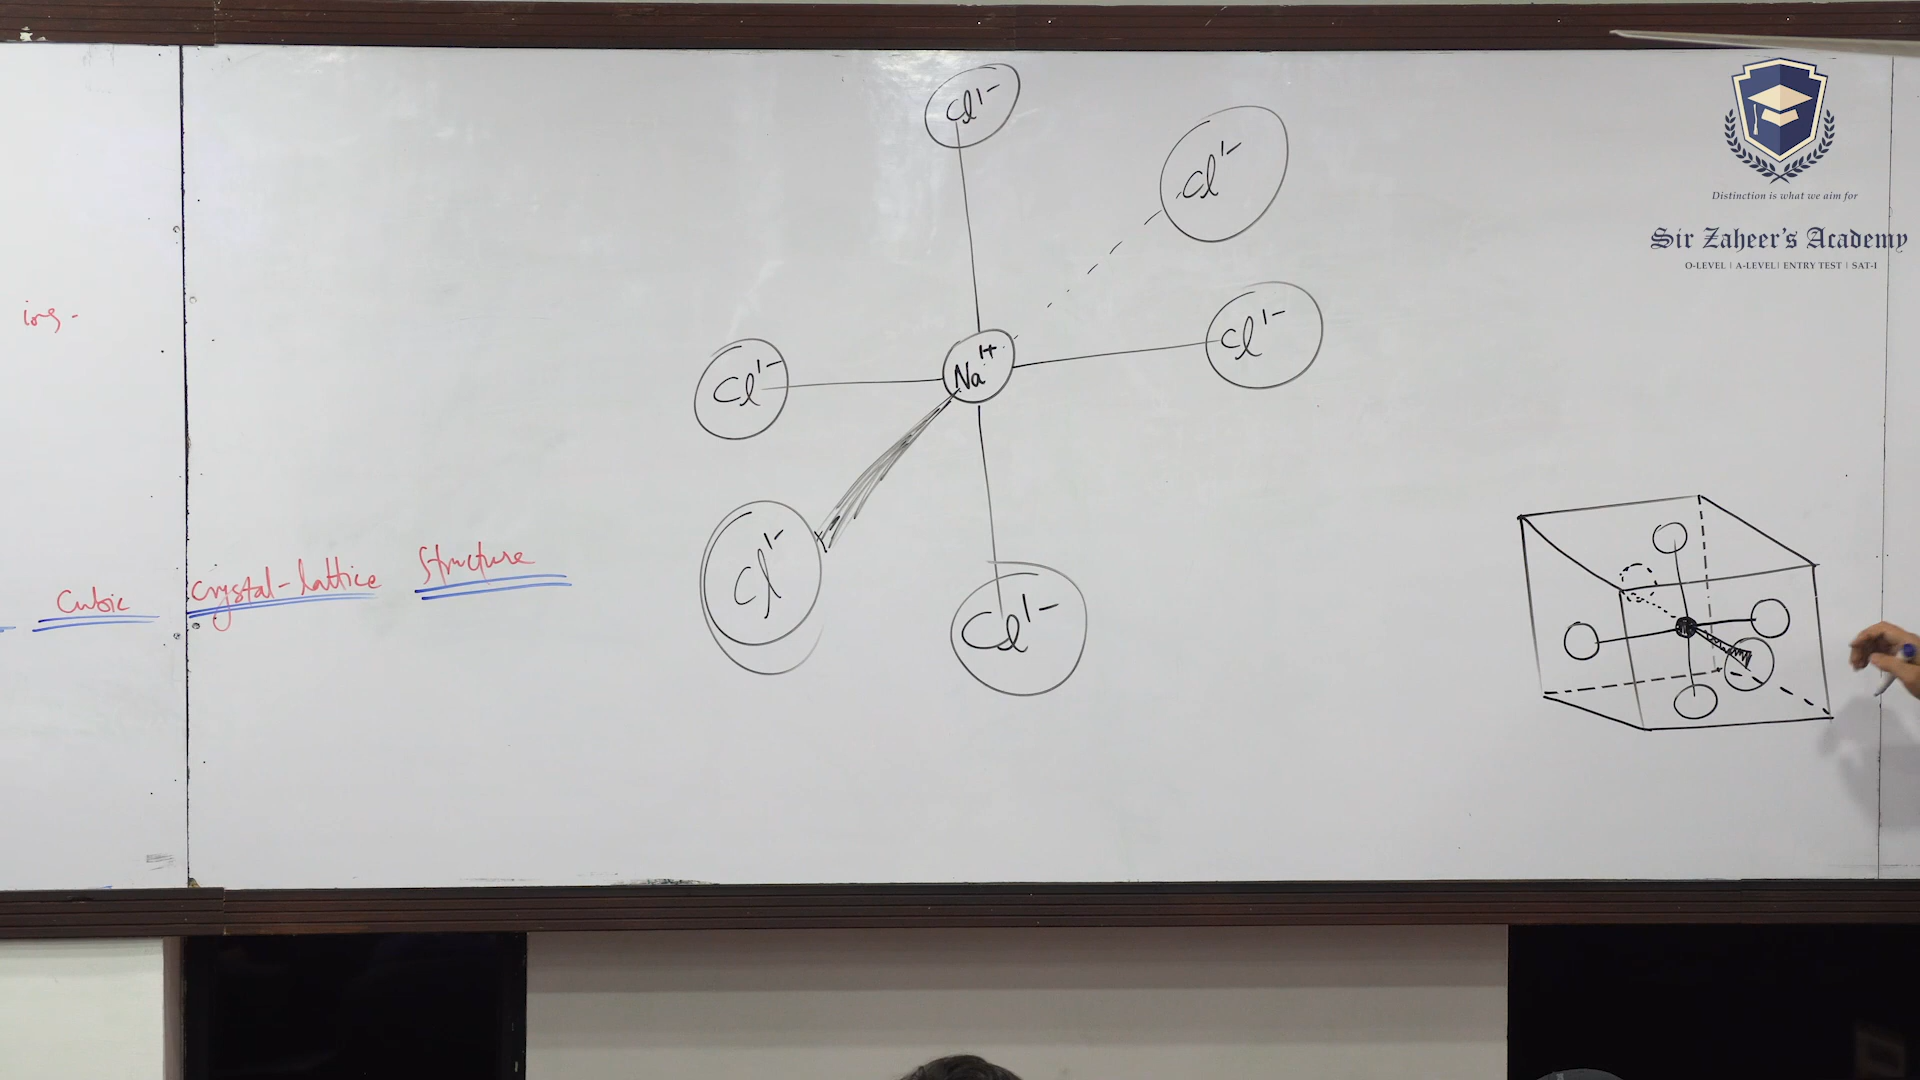 Cl1-
Cl1-
Cl1-
Na1+
Cl1-
Cl1-
Cl1-
ions.
Cubic Crystal-lattice Structure
Distinction is what we aim for
Sir Zaheer's Academy
O-LEVEL | A-LEVEL | ENTRY TEST | SAT-I